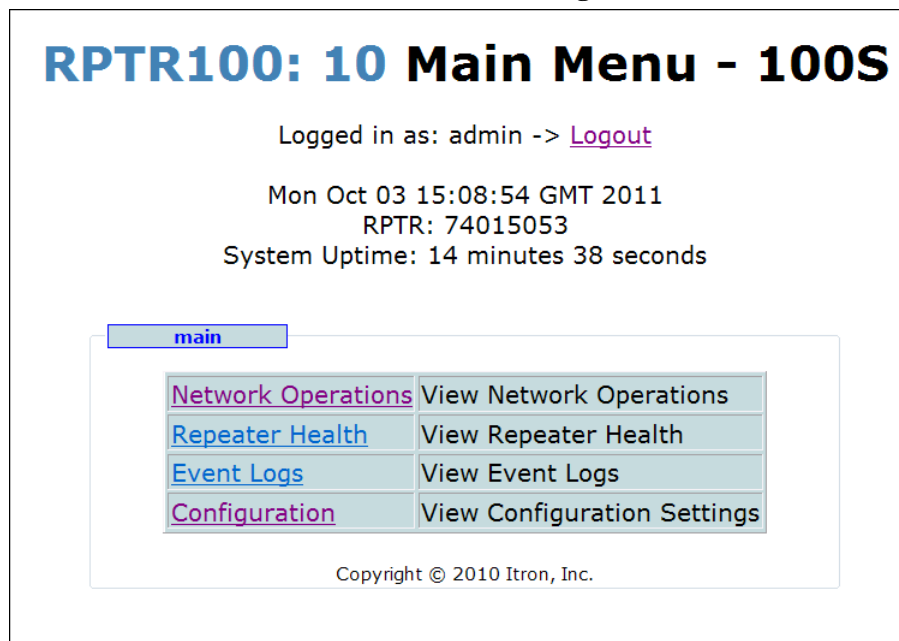 RPTR100: 10 Main Menu - 100S
Logged in as: admin -> Logout
Mon Oct 03 15:08:54 GMT 2011
RPTR: 74015053
System Uptime: 14 minutes 38 seconds
main
Network Operations View Network Operations
Repeater Health View Repeater Health
Event Logs View Event Logs
Configuration View Configuration Settings
Copyright © 2010 Itron, Inc.